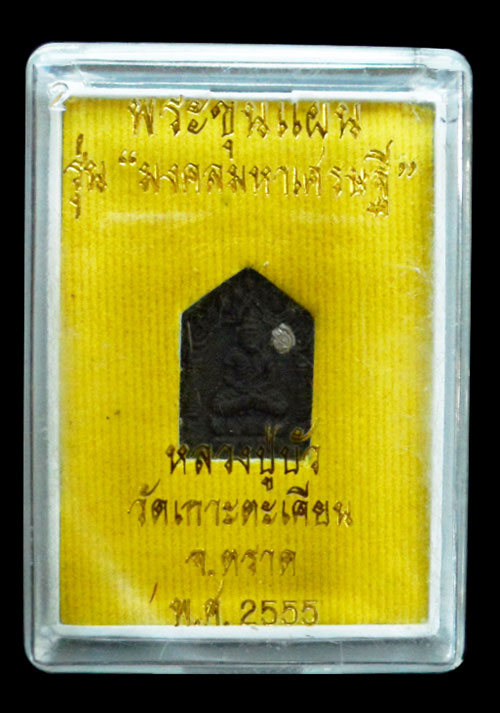 พระขุนแผน
รุ่น “มงคลมหาเศรษฐี”
หลวงปู่บัว
วัดเกาะตะเคียน
จ.ตราด
พ.ศ. 2555